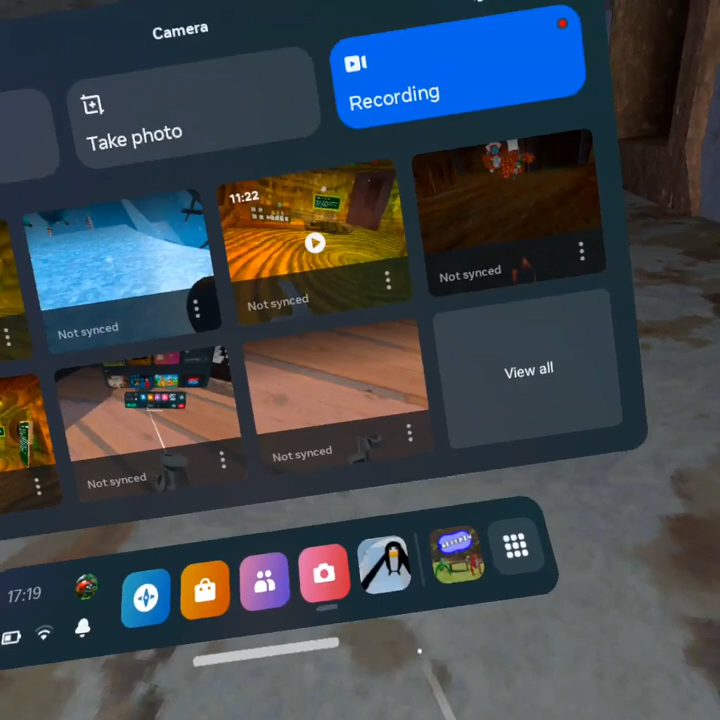 Camera
Take photo
Recording
11:22
Not synced
Not synced
Not synced
Not synced
Not synced
View all
17:19